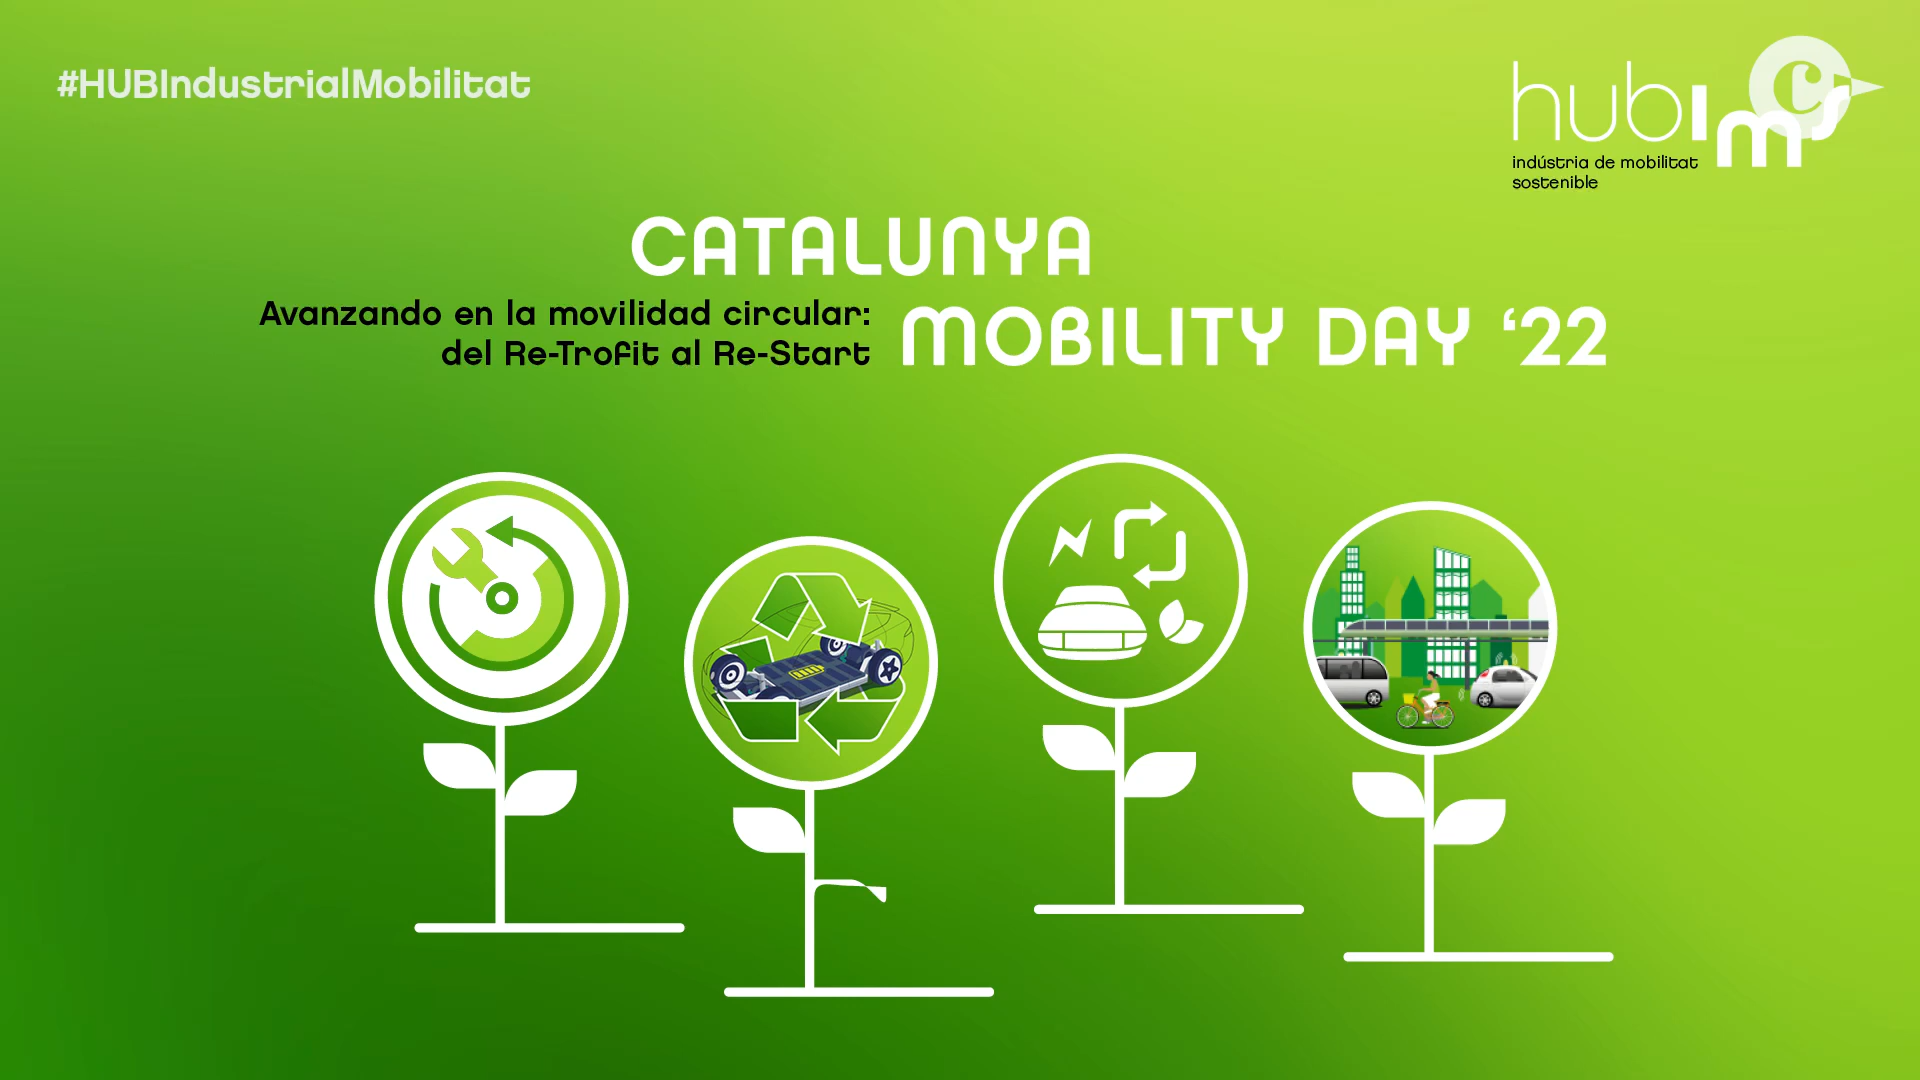 #HUBIndustrialMobilitat
hubIms
indústria de mobilitat
sostenible
CATALUNYA
MOBILITY DAY ‘22
Avanzando en la movilidad circular:
del Re-Trofit al Re-Start